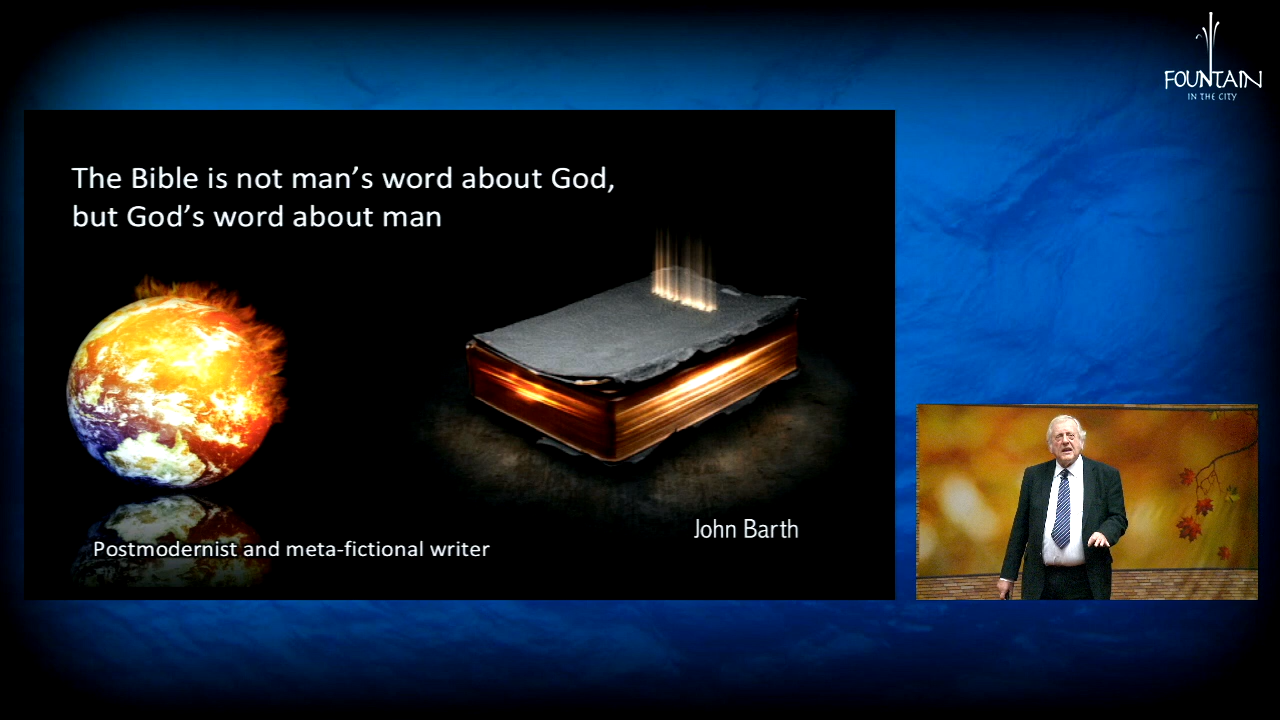 FOUNTAIN
IN THE CITY
The Bible is not man's word about God,
but God's word about man
John Barth
Postmodernist and meta-fictional writer